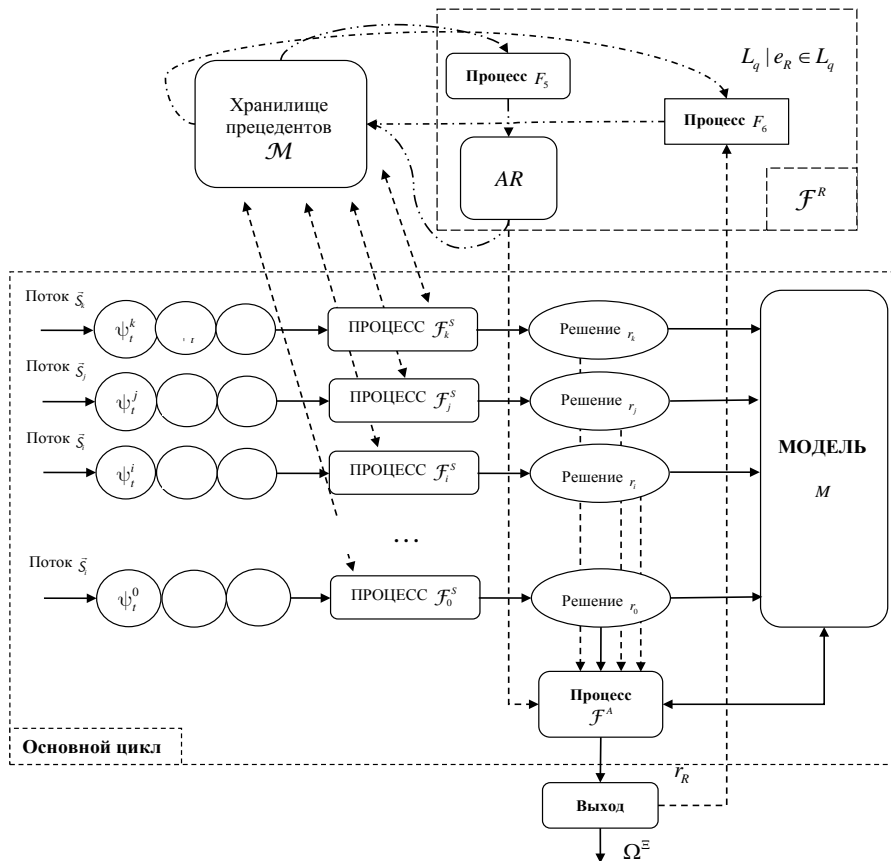 L_q | e_R ∈ L_q
Процесс F_5
Хранилище
прецедентов
ℳ
Процесс F_6
AR
ℱ^R
Поток S⃗_k
ψ_t^k
ПРОЦЕСС ℱ_k^S
Решение r_k
Поток S⃗_j
ψ_t^j
ПРОЦЕСС ℱ_j^S
Решение r_j
Поток S⃗_i
ψ_t^i
ПРОЦЕСС ℱ_i^S
Решение r_i
МОДЕЛЬ
M
...
Поток S⃗_i
ψ_t^0
ПРОЦЕСС ℱ_0^S
Решение r_0
Процесс
ℱ^A
Основной цикл
r_R
Выход
Ω^Ξ